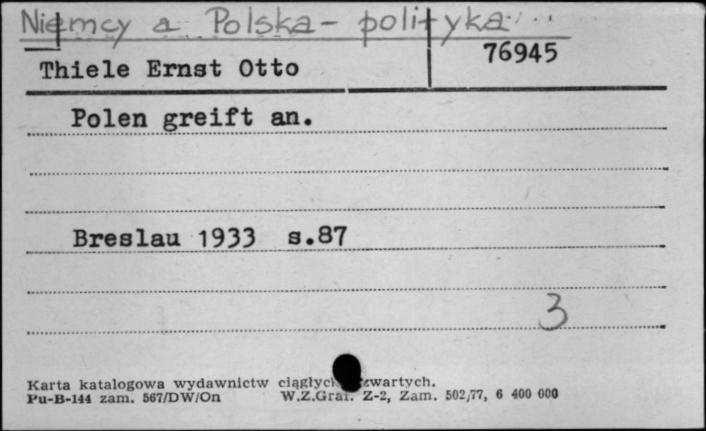 Niemcy a Polska - polityka
76945
Thiele Ernst Otto
Polen greift an.
Breslau 1933 s.87
3
Karta katalogowa wydawnictw zwartych.
Pu-B-144 zam. 567/DW/On W.Z.Graf. Z-2, Zam. 502/77, 6 400 000